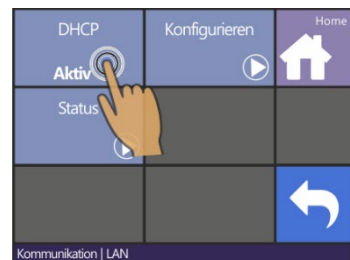 DHCP
Aktiv
Konfigurieren
Home
Status
Kommunikation | LAN